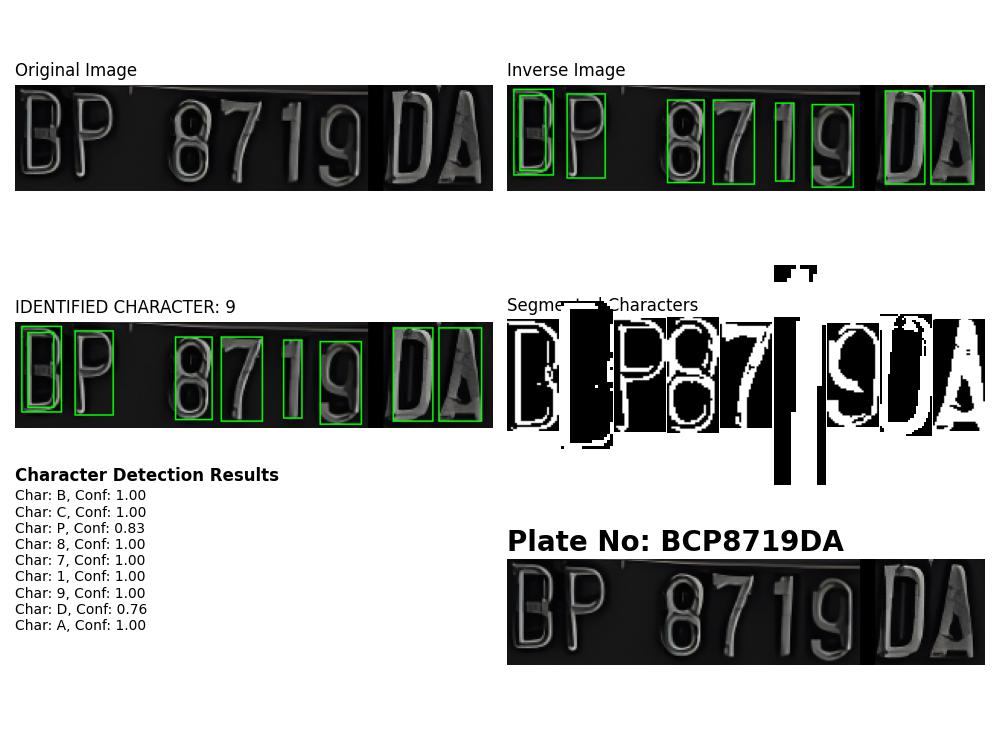 Original Image
BP 8719 DA
Inverse Image
BP 8719 DA
IDENTIFIED CHARACTER: 9
BP 8719 DA
Segmented Characters
B P87 9DA
Character Detection Results
Char: B, Conf: 1.00
Char: C, Conf: 1.00
Char: P, Conf: 0.83
Char: 8, Conf: 1.00
Char: 7, Conf: 1.00
Char: 1, Conf: 1.00
Char: 9, Conf: 1.00
Char: D, Conf: 0.76
Char: A, Conf: 1.00
Plate No: BCP8719DA
BP 8719 DA